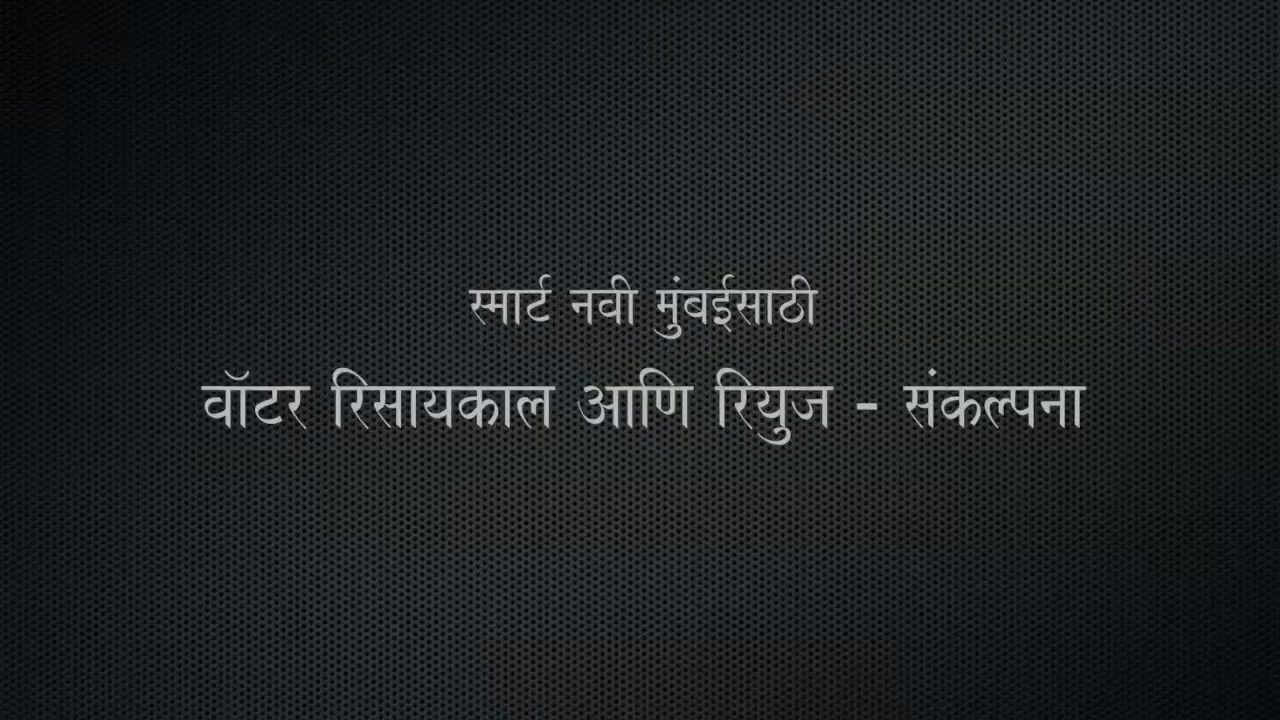 स्मार्ट नवी मुंबईसाठी
वॉटर रिसायकाल आणि रियुज - संकल्पना